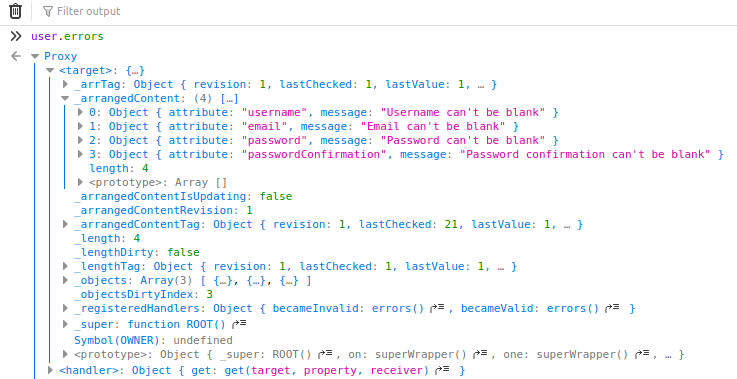 Filter output
user.errors
Proxy
<target>: {…}
_arrTag: Object { revision: 1, lastChecked: 1, lastValue: 1, … }
_arrangedContent: (4) […]
0: Object { attribute: "username", message: "Username can't be blank" }
1: Object { attribute: "email", message: "Email can't be blank" }
2: Object { attribute: "password", message: "Password can't be blank" }
3: Object { attribute: "passwordConfirmation", message: "Password confirmation can't be blank" }
length: 4
<prototype>: Array []
_arrangedContentIsUpdating: false
_arrangedContentRevision: 1
_arrangedContentTag: Object { revision: 1, lastChecked: 21, lastValue: 1, … }
_length: 4
_lengthDirty: false
_lengthTag: Object { revision: 1, lastChecked: 1, lastValue: 1, … }
_objects: Array(3) [ {…}, {…}, {…} ]
_objectsDirtyIndex: 3
_registeredHandlers: Object { becameInvalid: errors(), becameValid: errors() }
_super: function ROOT()
Symbol(OWNER): undefined
<prototype>: Object { _super: ROOT(), on: superWrapper(), one: superWrapper(), … }
<handler>: Object { get: get(target, property, receiver) }